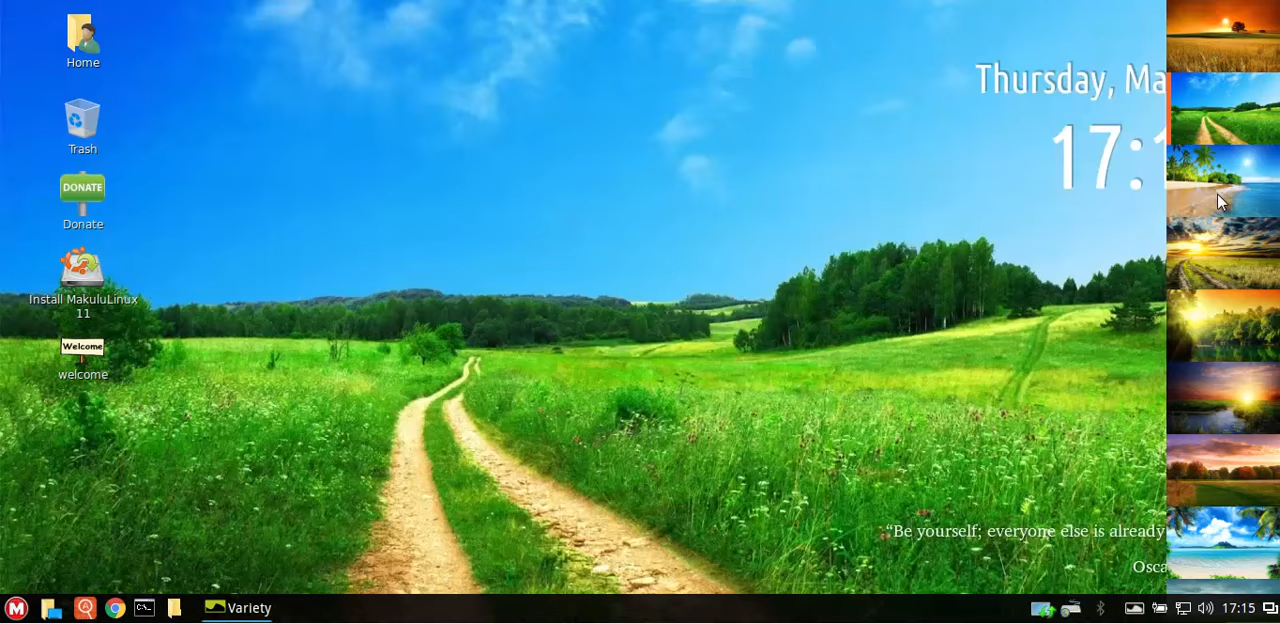 Home
Trash
DONATE
Donate
Install MakuluLinux
11
Welcome
welcome
Thursday, Ma
17:1
“Be yourself; everyone else is already
Osca
M
Variety
17:15